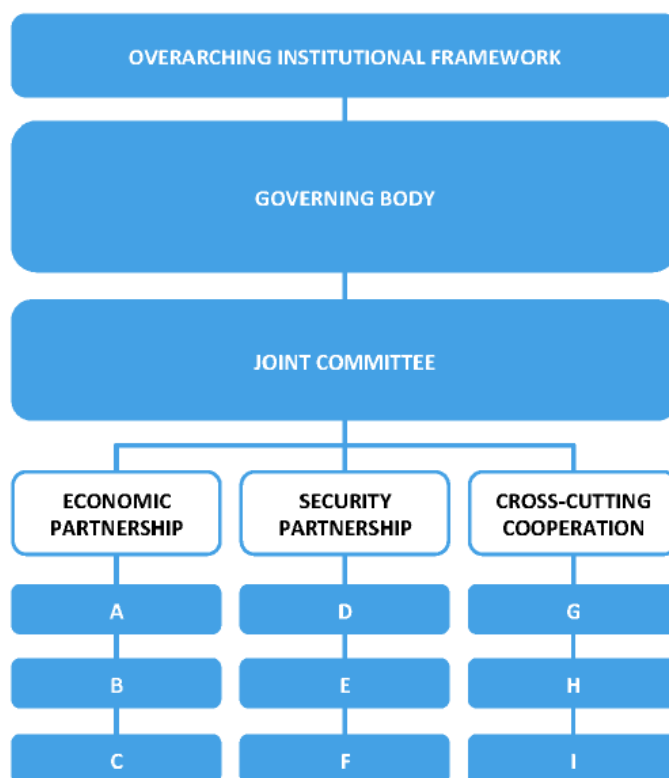 OVERARCHING INSTITUTIONAL FRAMEWORK
GOVERNING BODY
JOINT COMMITTEE
ECONOMIC
PARTNERSHIP
SECURITY
PARTNERSHIP
CROSS-CUTTING
COOPERATION
A
D
G
B
E
H
C
F
I